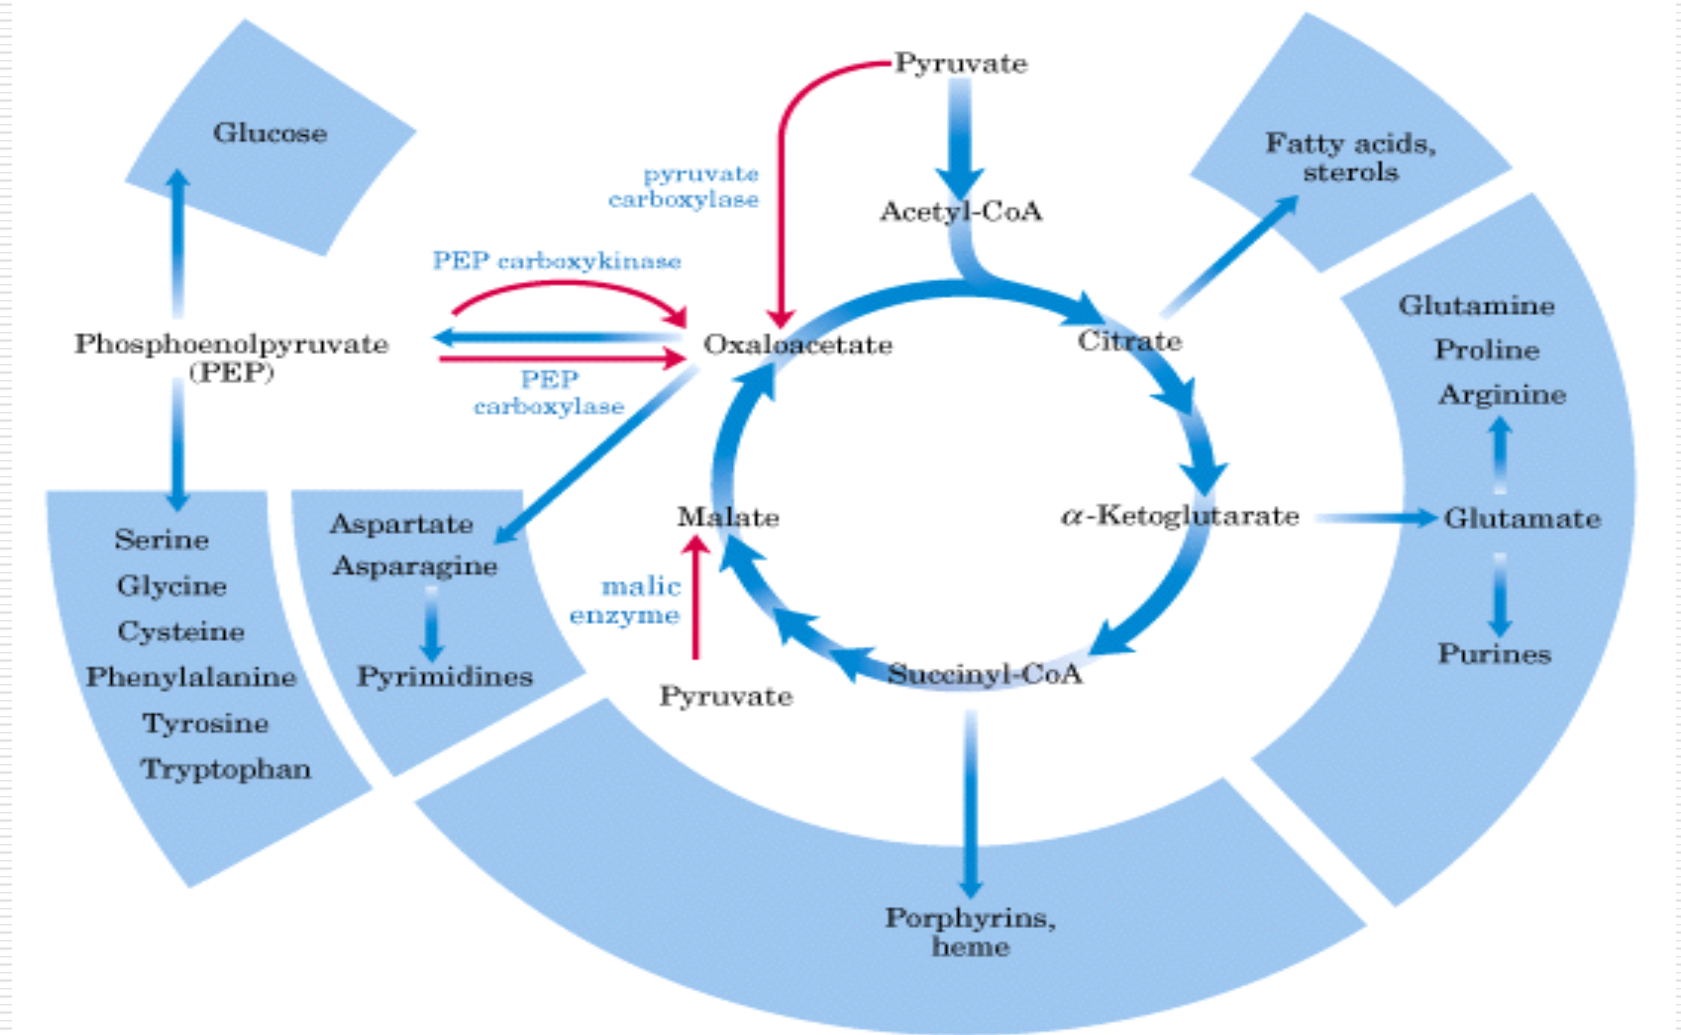 Pyruvate
Glucose
Fatty acids,
sterols
pyruvate
carboxylase
Acetyl-CoA
PEP carboxykinase
Glutamine
Phosphoenolpyruvate
(PEP)
Oxaloacetate
Citrate
Proline
PEP
carboxylase
Arginine
Serine
Aspartate
Malate
α-Ketoglutarate
Glutamate
Glycine
Asparagine
malic
enzyme
Cysteine
Phenylalanine
Pyrimidines
Pyruvate
Succinyl-CoA
Purines
Tyrosine
Tryptophan
Porphyrins,
heme